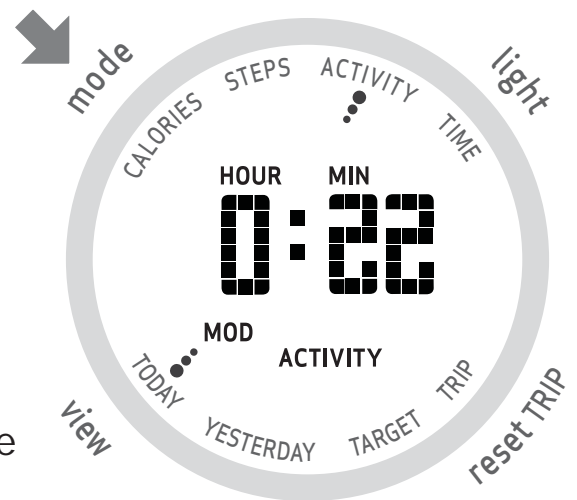 mode
light
CALORIES STEPS ACTIVITY TIME
HOUR MIN
0:22
MOD
ACTIVITY
TODAY YESTERDAY TARGET TRIP
view
reset TRIP
e